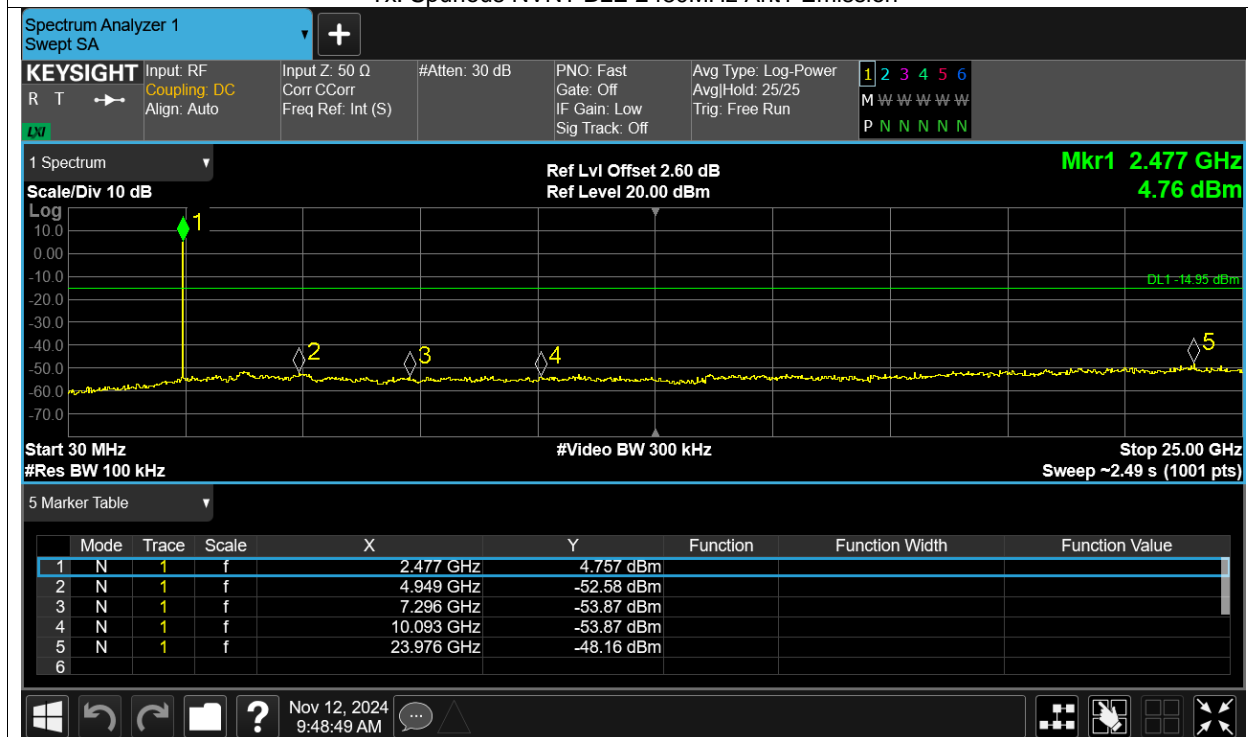 Tx. Spurious NVNT BLE 2480MHz Ant1 Emission
Spectrum Analyzer 1
Swept SA
KEYSIGHT
R T
LXI
Input: RF
Coupling: DC
Align: Auto
Input Z: 50 Ω
Corr CCorr
Freq Ref: Int (S)
#Atten: 30 dB
PNO: Fast
Gate: Off
IF Gain: Low
Sig Track: Off
Avg Type: Log-Power
Avg|Hold: 25/25
Trig: Free Run
1 2 3 4 5 6
M W W W W W
P N N N N N
1 Spectrum
Scale/Div 10 dB
Ref Lvl Offset 2.60 dB
Ref Level 20.00 dBm
Mkr1 2.477 GHz
4.76 dBm
Log
10.0
0.00
-10.0
-20.0
-30.0
-40.0
-50.0
-60.0
-70.0
1
2
3
4
5
DL1 -14.95 dBm
Start 30 MHz
#Res BW 100 kHz
#Video BW 300 kHz
Stop 25.00 GHz
Sweep ~2.49 s (1001 pts)
5 Marker Table
Mode Trace Scale X Y Function Function Width Function Value
1 N 1 f 2.477 GHz 4.757 dBm
2 N 1 f 4.949 GHz -52.58 dBm
3 N 1 f 7.296 GHz -53.87 dBm
4 N 1 f 10.093 GHz -53.87 dBm
5 N 1 f 23.976 GHz -48.16 dBm
6
?
Nov 12, 2024
9:48:49 AM